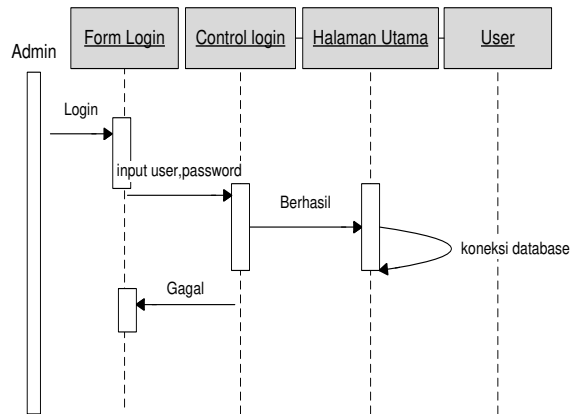 Admin
Form Login
Control login
Halaman Utama
User
Login
input user,password
Berhasil
koneksi database
Gagal